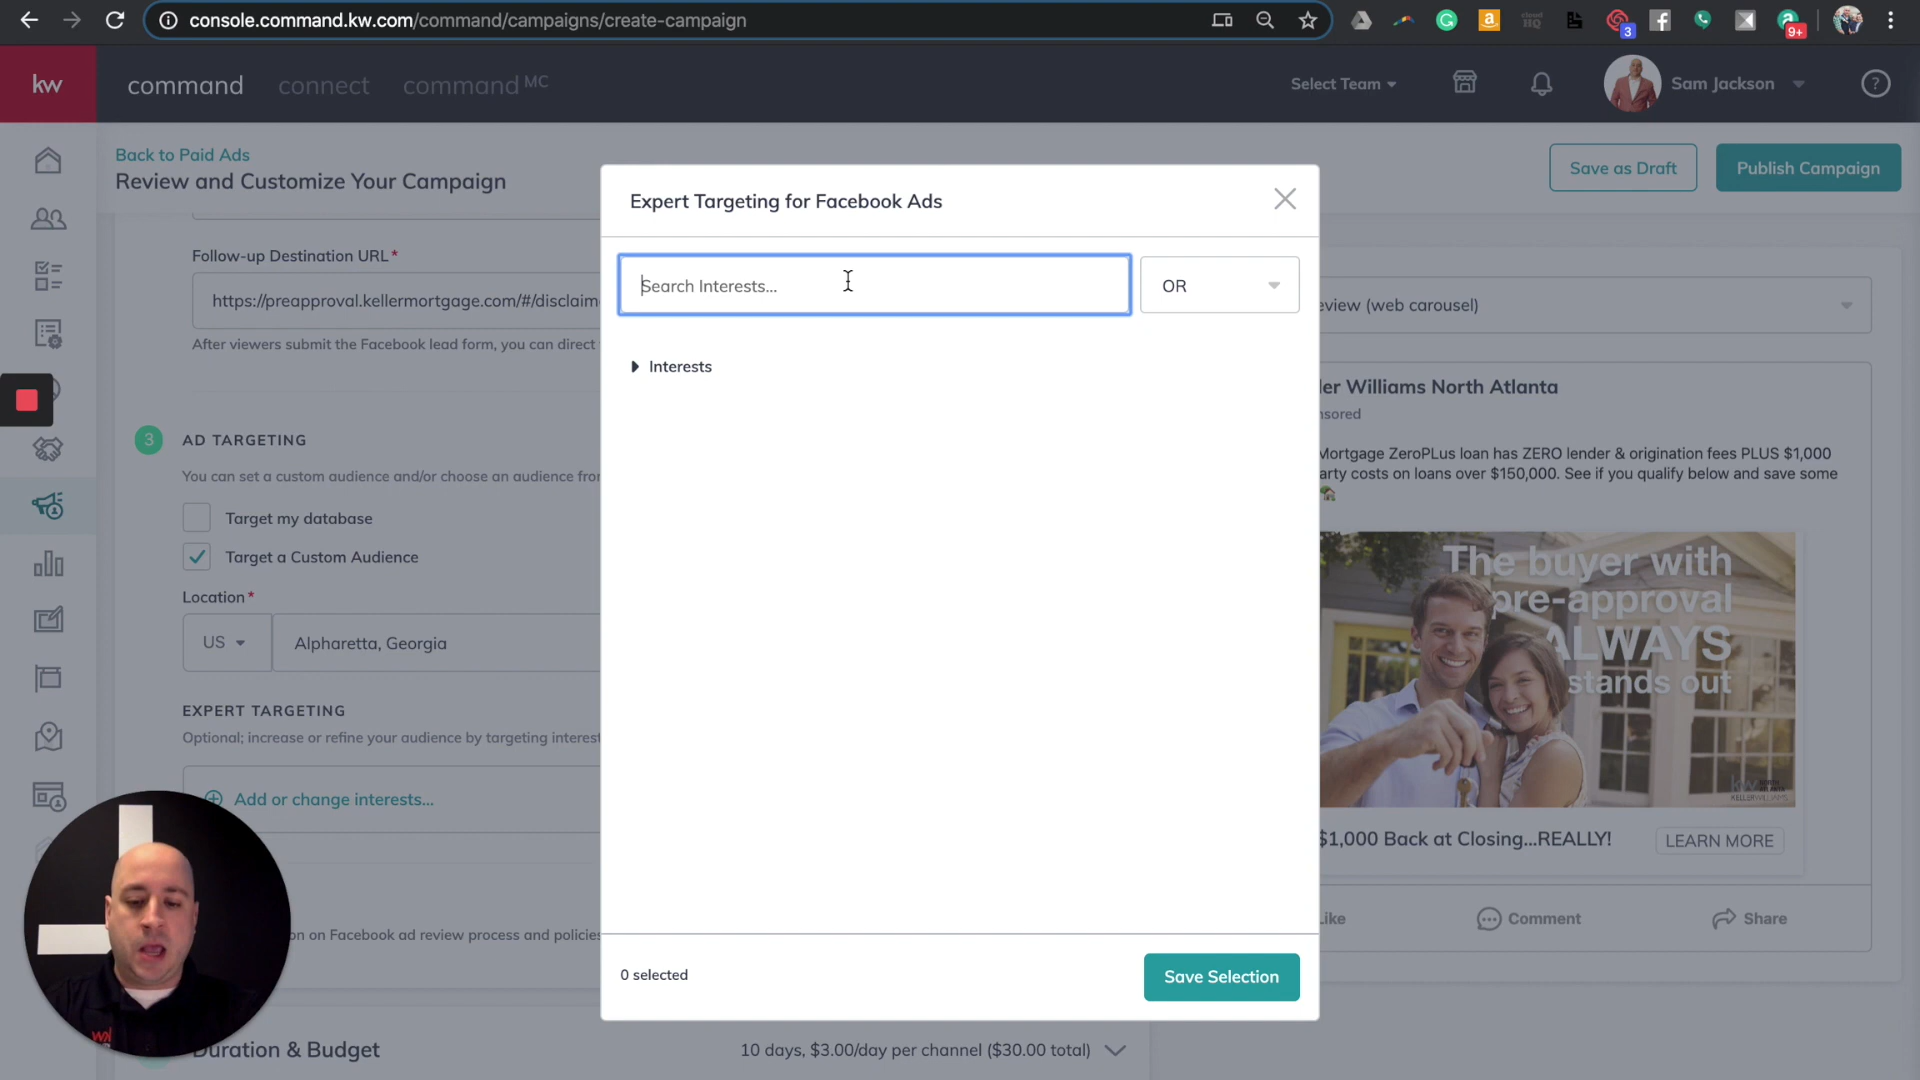 console.command.kw.com/command/campaigns/create-campaign
3
9+
kw
command
connect
command MC
Select Team
Sam Jackson
?
Back to Paid Ads
Review and Customize Your Campaign
Save as Draft
Publish Campaign
Expert Targeting for Facebook Ads
Search Interests...
OR
Interests
0 selected
Save Selection
Follow-up Destination URL*
https://preapproval.kellermortgage.com/#/disclaim
After viewers submit the Facebook lead form, you can direct
3
AD TARGETING
You can set a custom audience and/or choose an audience from
Target my database
Target a Custom Audience
Location*
US
Alpharetta, Georgia
EXPERT TARGETING
Optional; increase or refine your audience by targeting interest
Add or change interests...
on on Facebook ad review process and policies
Duration & Budget
10 days, $3.00/day per channel ($30.00 total)
eview (web carousel)
ler Williams North Atlanta
nsored
Mortgage ZeroPLus loan has ZERO lender & origination fees PLUS $1,000
arty costs on loans over $150,000. See if you qualify below and save some
The buyer with
pre-approval
ALWAYS
stands out
kw NORTH ATLANTA
KELLERWILLIAMS
$1,000 Back at Closing...REALLY!
LEARN MORE
Like
Comment
Share